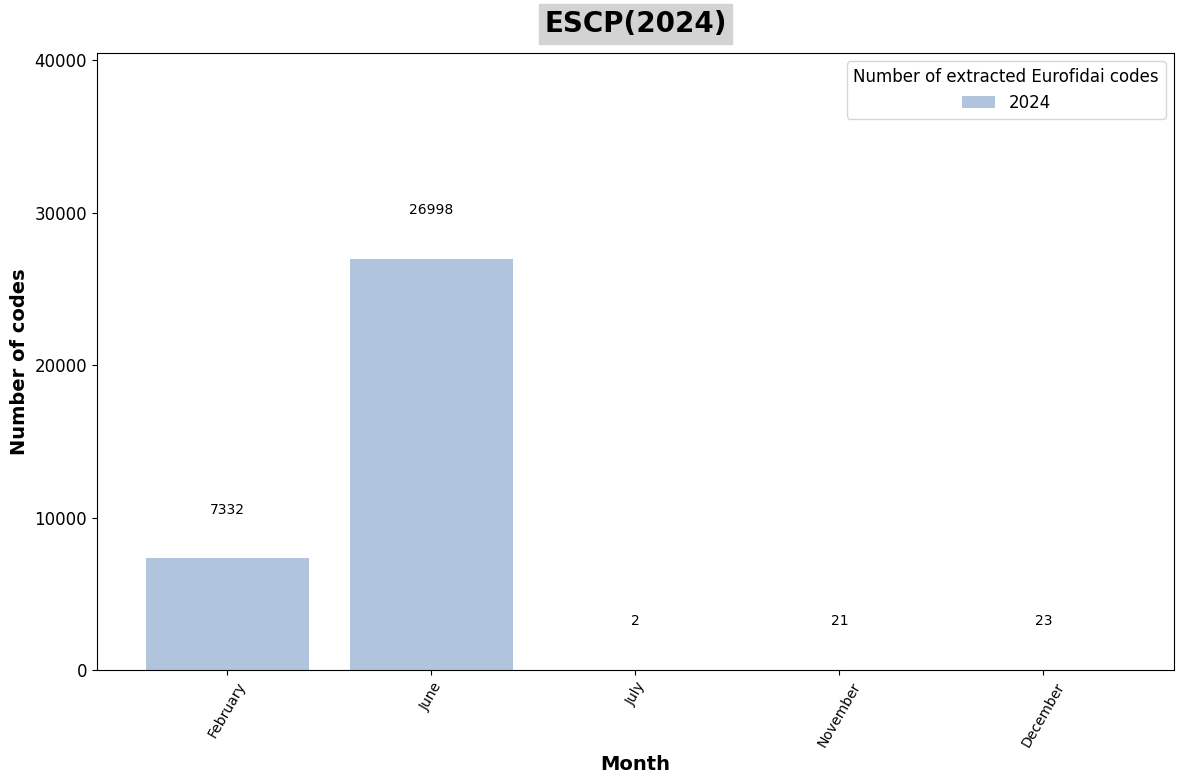 ESCP(2024)
Number of extracted Eurofidai codes
2024
Number of codes
40000
30000
20000
10000
0
7332
26998
2
21
23
February
June
July
November
December
Month